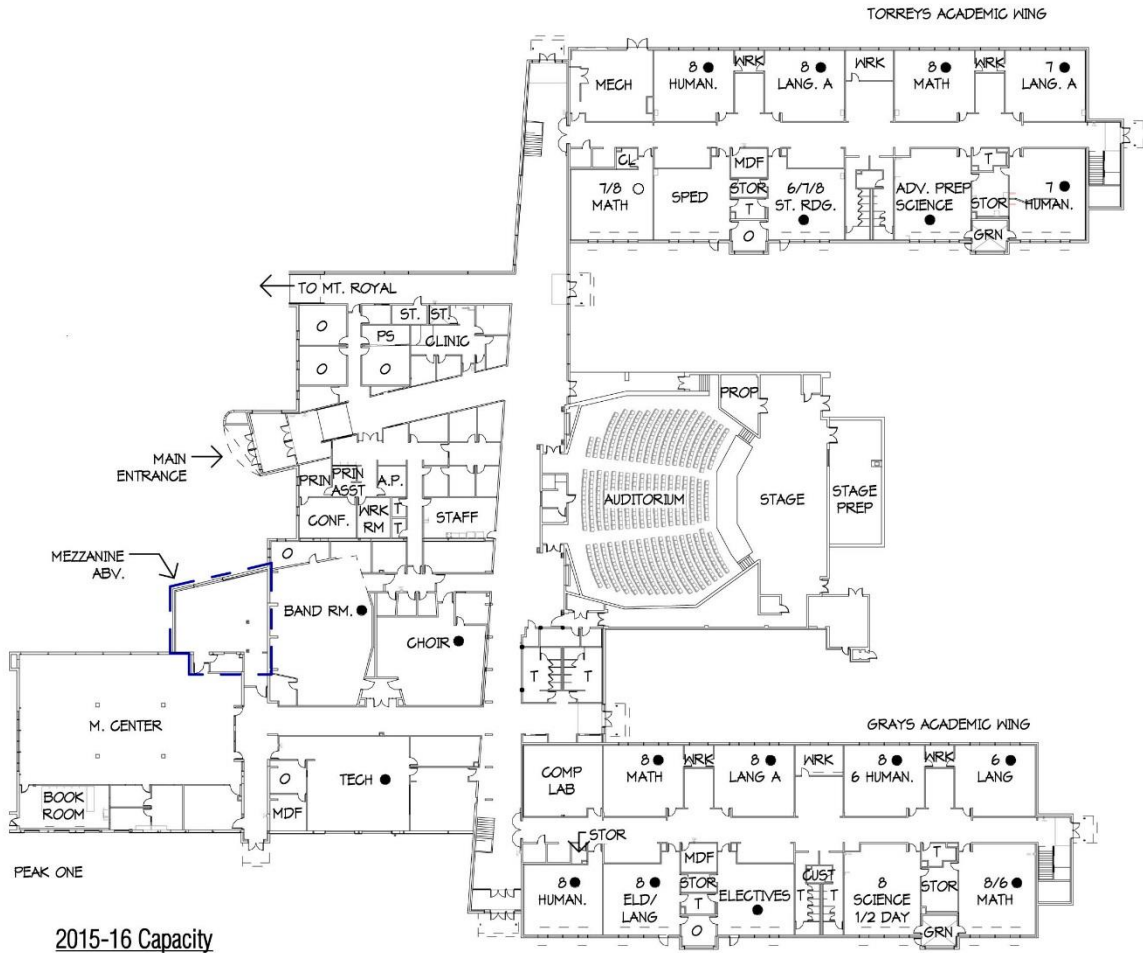 TORREYS ACADEMIC WING
MECH
8
HUMAN.
WRK
8
LANG. A
WRK
8
MATH
WRK
7
LANG. A
CL
7/8
MATH
SPED
MDF
STOR
T
O
6/7/8
ST. RDG.
ADV. PREP
SCIENCE
T
STOR
GRN
7
HUMAN.
TO MT. ROYAL
O
ST.
ST.
PS
CLINIC
O
O
MAIN
ENTRANCE
PROP
AUDITORIUM
STAGE
STAGE
PREP
PRIN
PRIN
ASST
A.P.
CONF.
WRK
RM
T
T
STAFF
MEZZANINE
ABV.
O
BAND RM.
CHOIR
T
T
M. CENTER
BOOK
ROOM
O
MDF
TECH
PEAK ONE
GRAYS ACADEMIC WING
COMP
LAB
8
MATH
WRK
8
LANG A
WRK
8
6 HUMAN.
WRK
6
LANG
STOR
8
HUMAN.
8
ELD/
LANG
MDF
STOR
T
O
ELECTIVES
CUST
T
T
8
SCIENCE
1/2 DAY
T
STOR
GRN
8/6
MATH
2015-16 Capacity